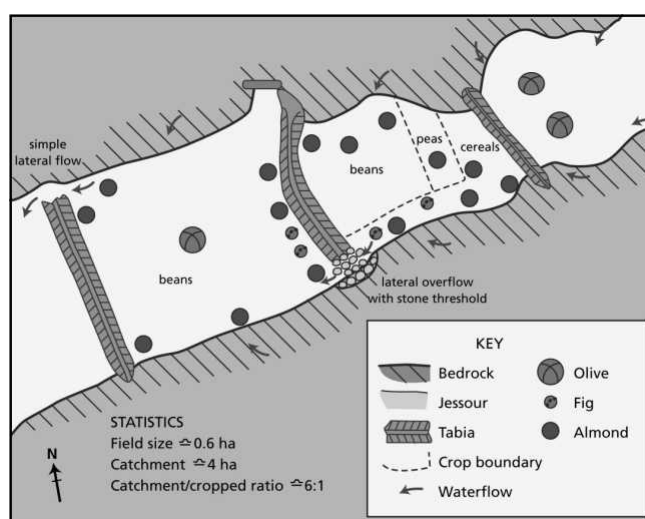 simple
lateral flow
peas
cereals
beans
beans
lateral overflow
with stone threshold
STATISTICS
Field size ≏0.6 ha
Catchment ≏4 ha
Catchment/cropped ratio ≏6:1
N
KEY
Bedrock
Jessour
Tabia
Crop boundary
Waterflow
Olive
Fig
Almond